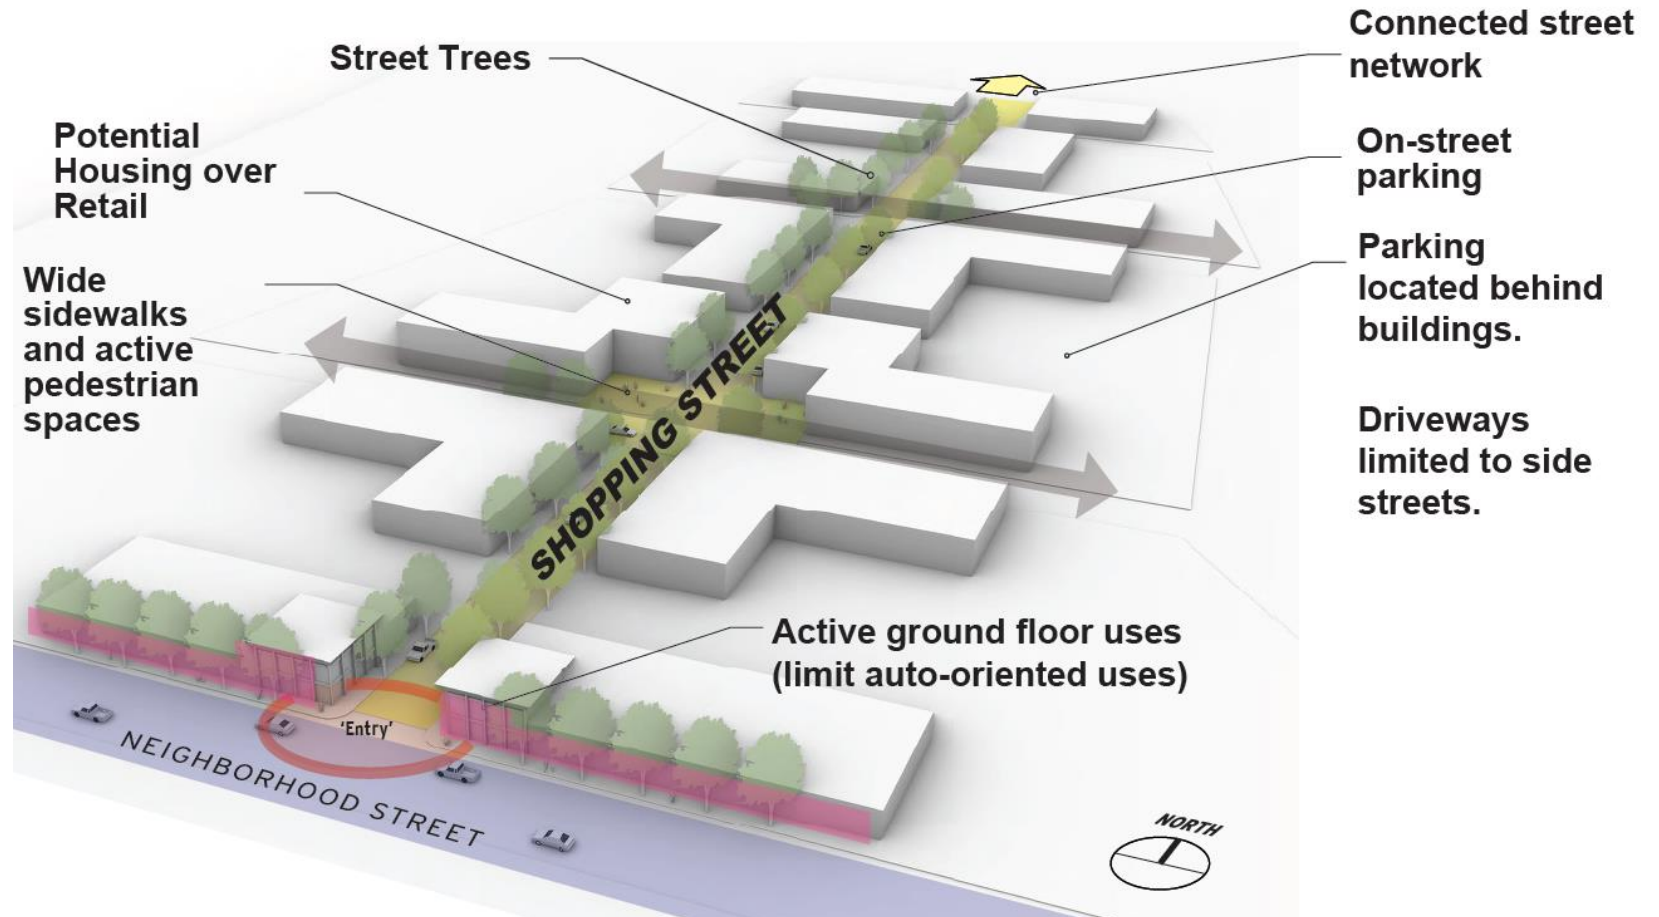 Street Trees
Connected street
network
Potential
Housing over
Retail
On-street
parking
Wide
sidewalks
and active
pedestrian
spaces
Parking
located behind
buildings.
SHOPPING STREET
Driveways
limited to side
streets.
Active ground floor uses
(limit auto-oriented uses)
'Entry'
NEIGHBORHOOD STREET
NORTH